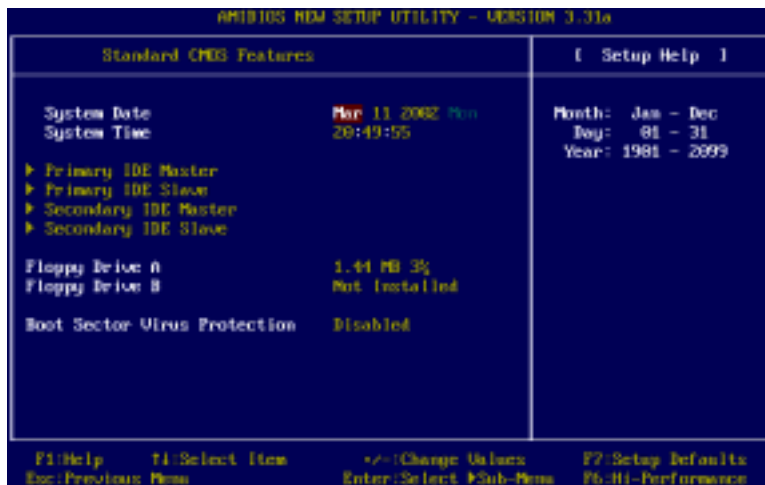 AMIBIOS NEW SETUP UTILITY - VERSION 3.31a
Standard CMOS Features
[ Setup Help ]
System Date Mar 11 2002 Mon
System Time 20:49:55
Month: Jan - Dec
Day: 01 - 31
Year: 1901 - 2099
▶ Primary IDE Master
▶ Primary IDE Slave
▶ Secondary IDE Master
▶ Secondary IDE Slave
Floppy Drive A 1.44 MB 3½
Floppy Drive B Not Installed
Boot Sector Virus Protection Disabled
F1:Help ↑↓:Select Item +/-:Change Values F7:Setup Defaults
Esc:Previous Menu Enter:Select ▶Sub-Menu F6:Hi-Performance